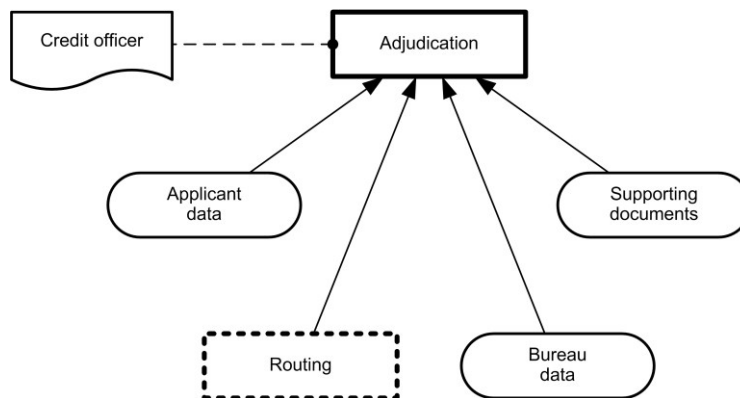 Credit officer
Adjudication
Applicant
data
Supporting
documents
Routing
Bureau
data